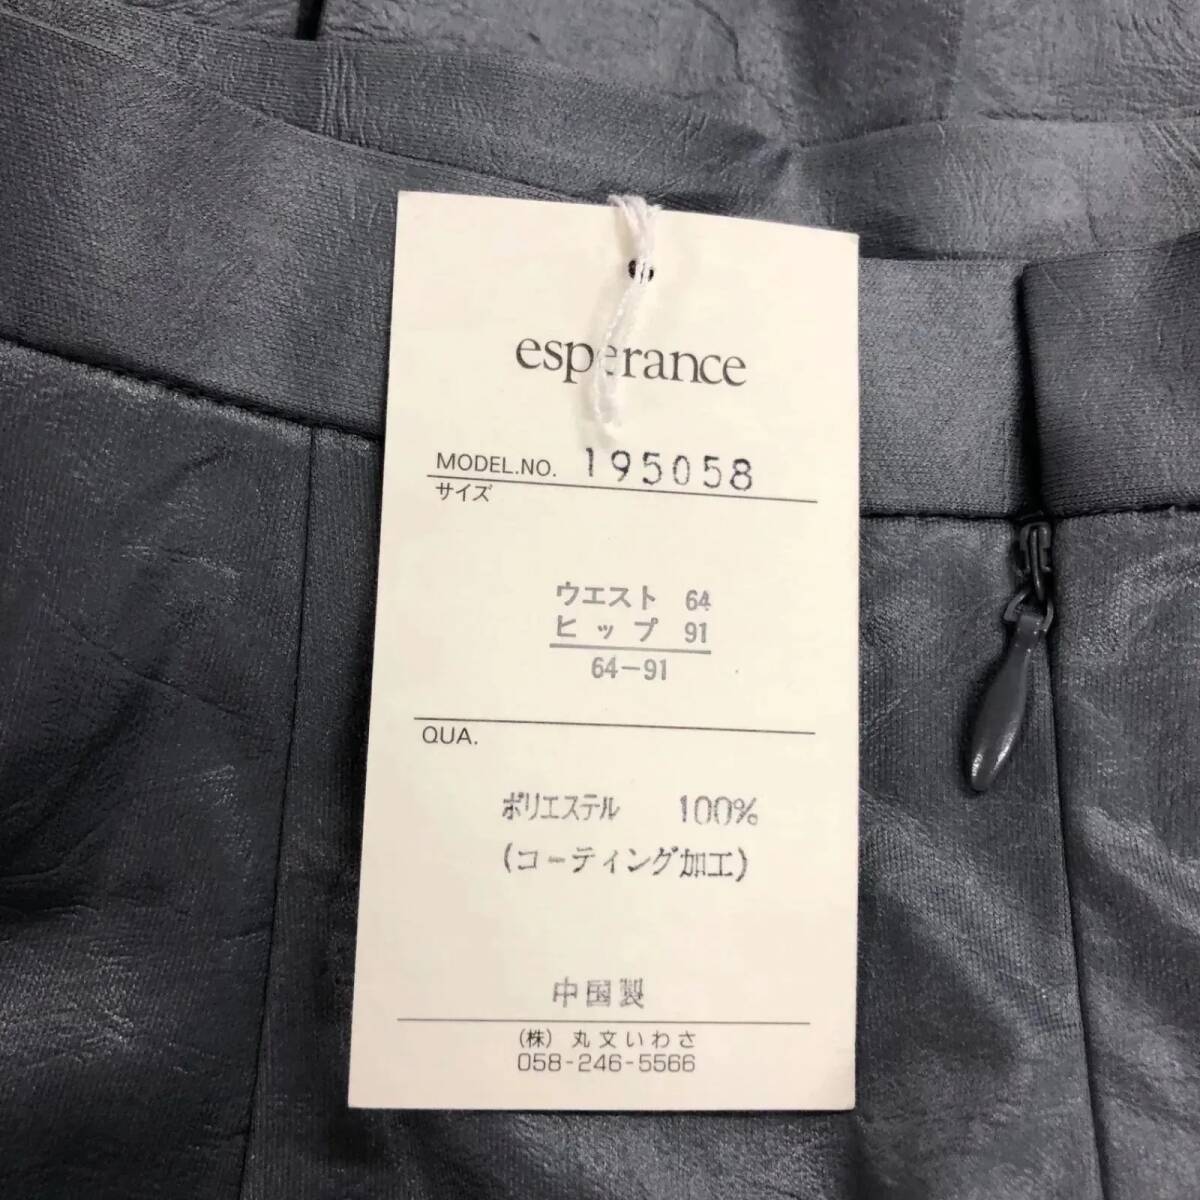 esperance
MODEL.NO. 195058
サイズ
ウエスト 64
ヒップ 91
64-91
QUA.
ポリエステル 100%
(コーティング加工)
中国製
(株) 丸文いわさ
058-246-5566